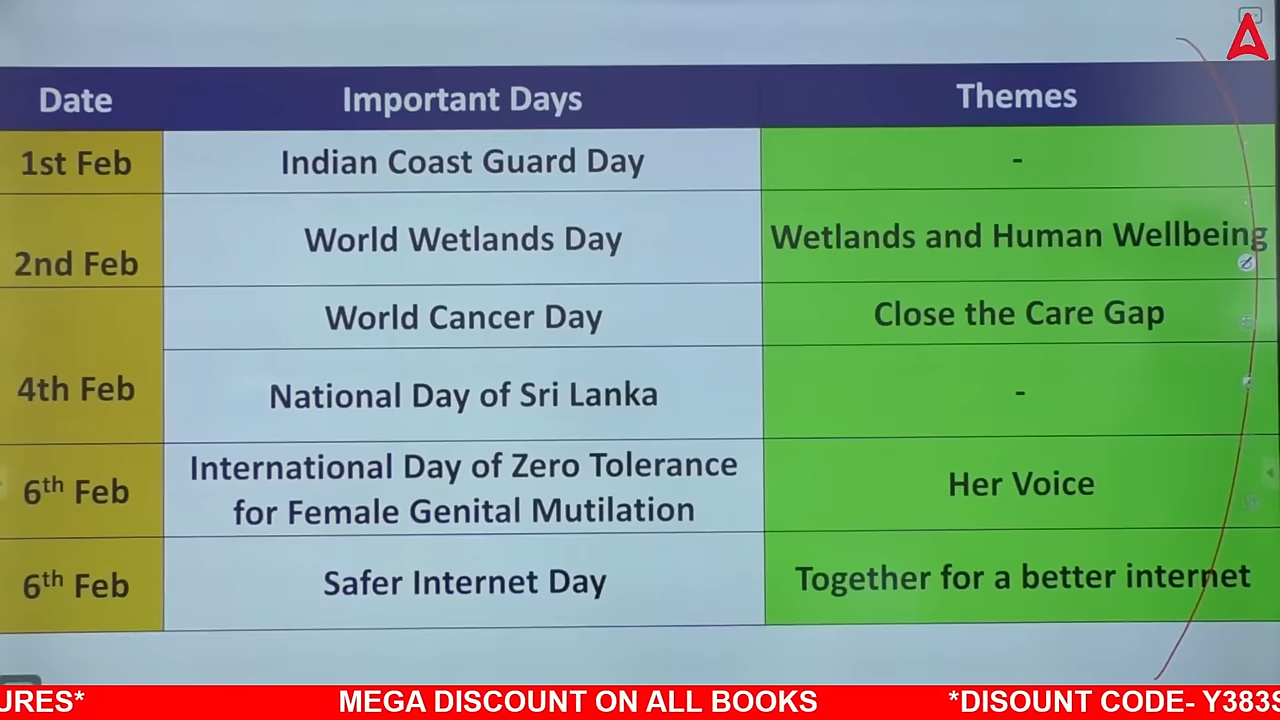 Date Important Days Themes
1st Feb Indian Coast Guard Day -
2nd Feb World Wetlands Day Wetlands and Human Wellbeing
World Cancer Day Close the Care Gap
4th Feb National Day of Sri Lanka -
6th Feb International Day of Zero Tolerance
for Female Genital Mutilation Her Voice
6th Feb Safer Internet Day Together for a better internet
URES* MEGA DISCOUNT ON ALL BOOKS *DISOUNT CODE- Y383S